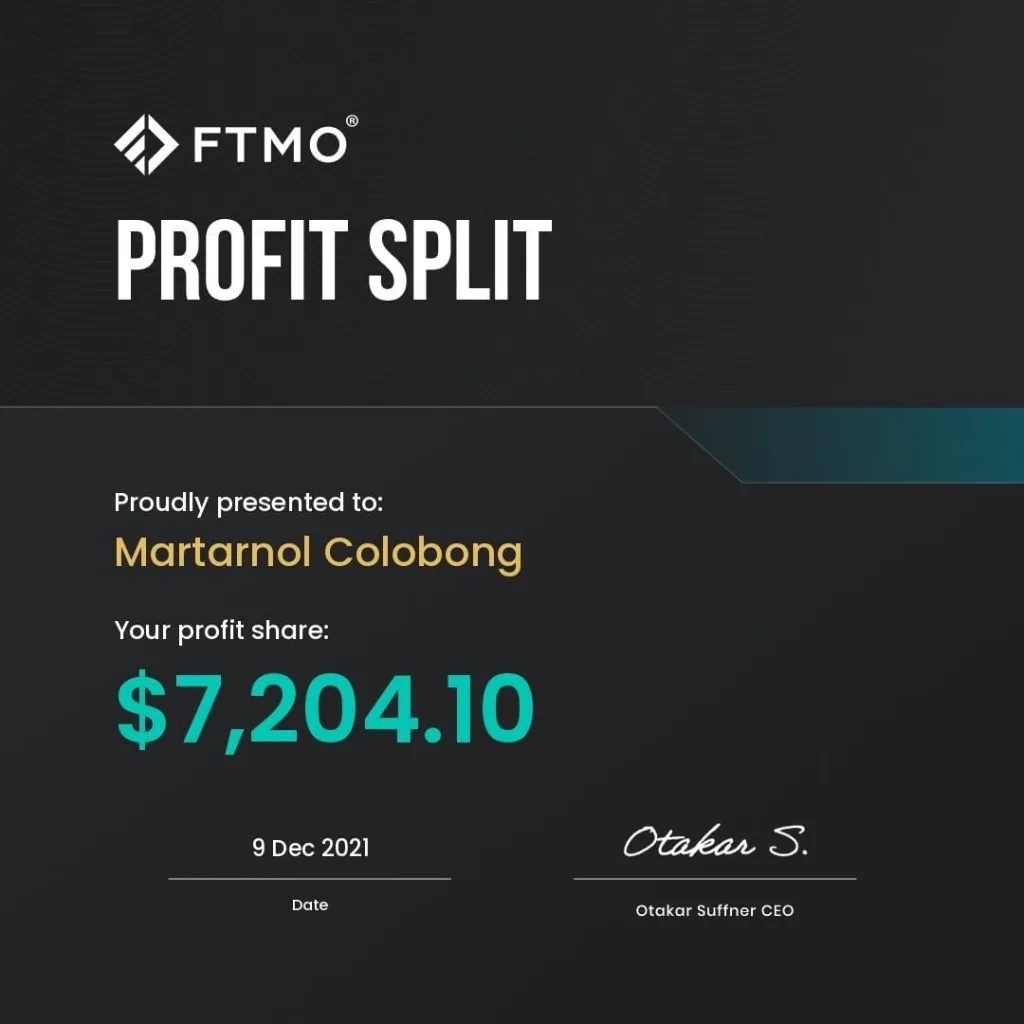 FTMO®
PROFIT SPLIT
Proudly presented to:
Martarnol Colobong
Your profit share:
$7,204.10
9 Dec 2021
Date
Otakar S.
Otakar Suffner CEO